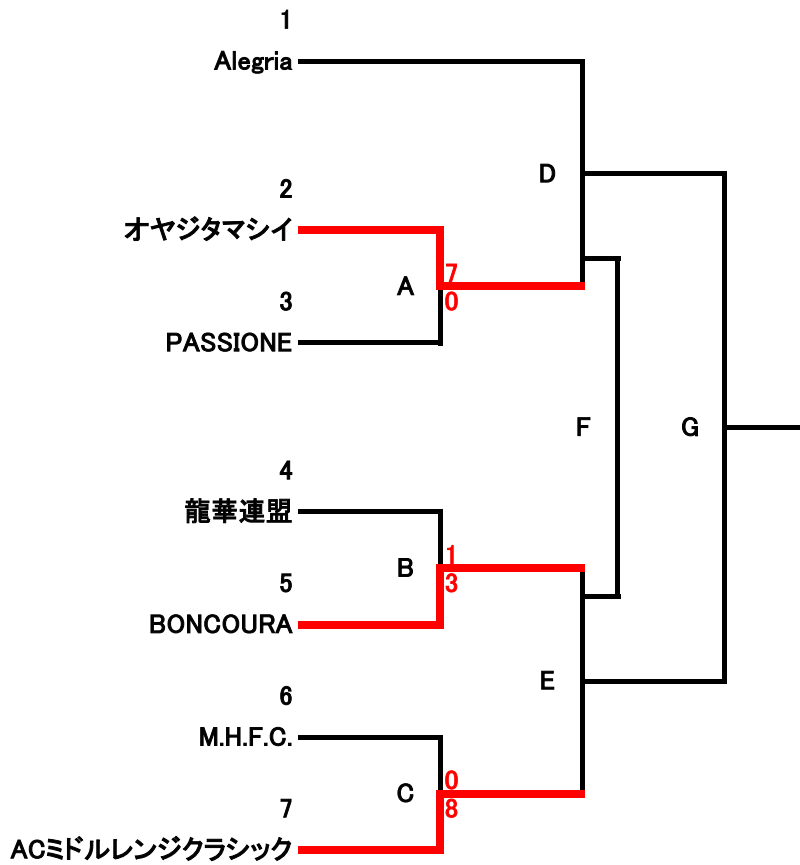 1
Alegria
D
2
オヤジタマシイ
7
A
0
3
PASSIONE
F
G
4
龍華連盟
1
B
3
5
BONCOURA
E
6
M.H.F.C.
0
C
8
7
ACミドルレンジクラシック